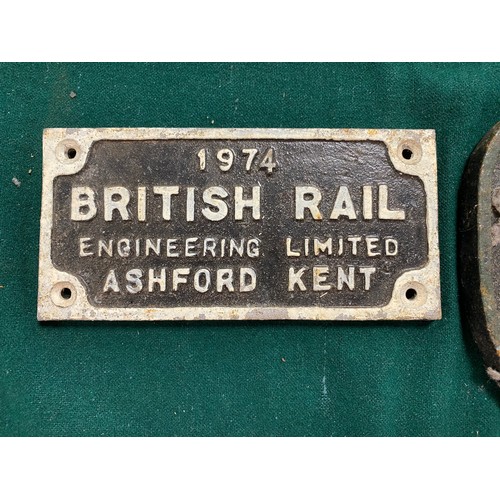 1974
BRITISH RAIL
ENGINEERING LIMITED
ASHFORD KENT